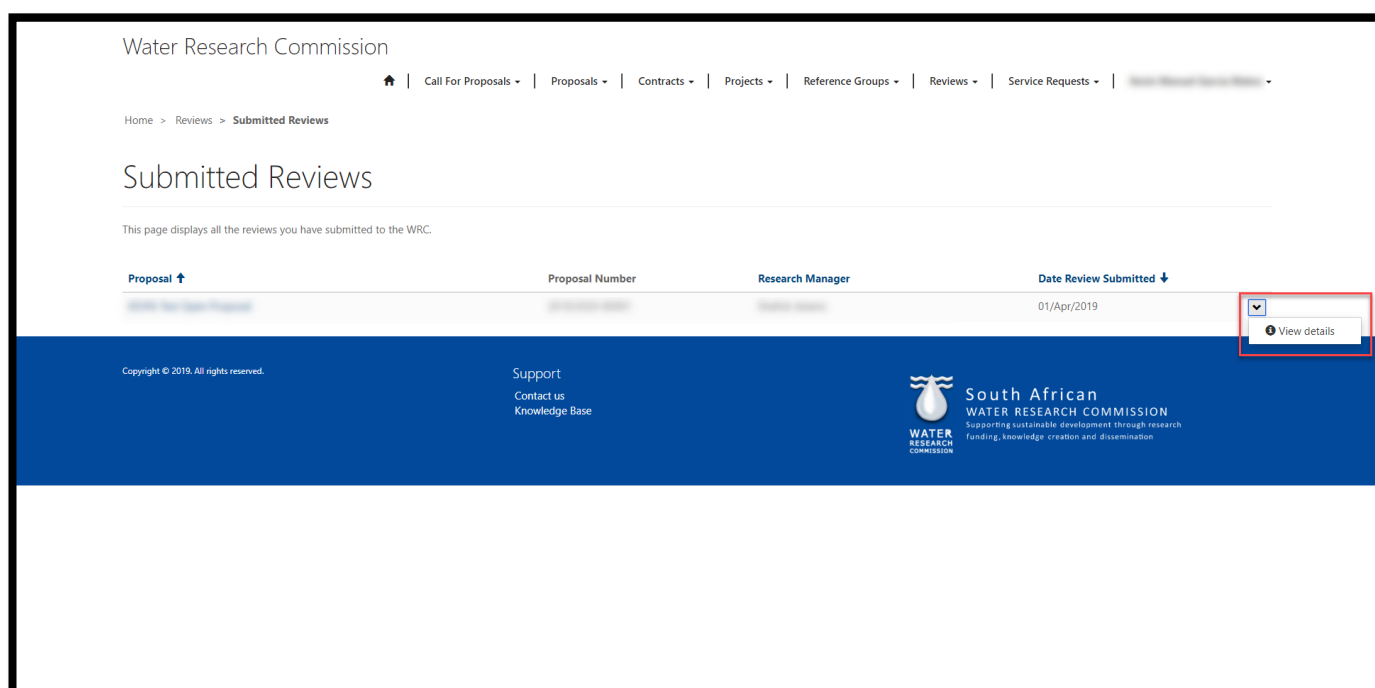 Water Research Commission
Call For Proposals | Proposals | Contracts | Projects | Reference Groups | Reviews | Service Requests |
Home > Reviews > Submitted Reviews
Submitted Reviews
This page displays all the reviews you have submitted to the WRC.
Proposal Proposal Number Research Manager Date Review Submitted
01/Apr/2019
View details
Copyright © 2019. All rights reserved.
Support
Contact us
Knowledge Base
WATER
RESEARCH
COMMISSION
South African
WATER RESEARCH COMMISSION
Supporting sustainable development through research
funding, knowledge creation and dissemination